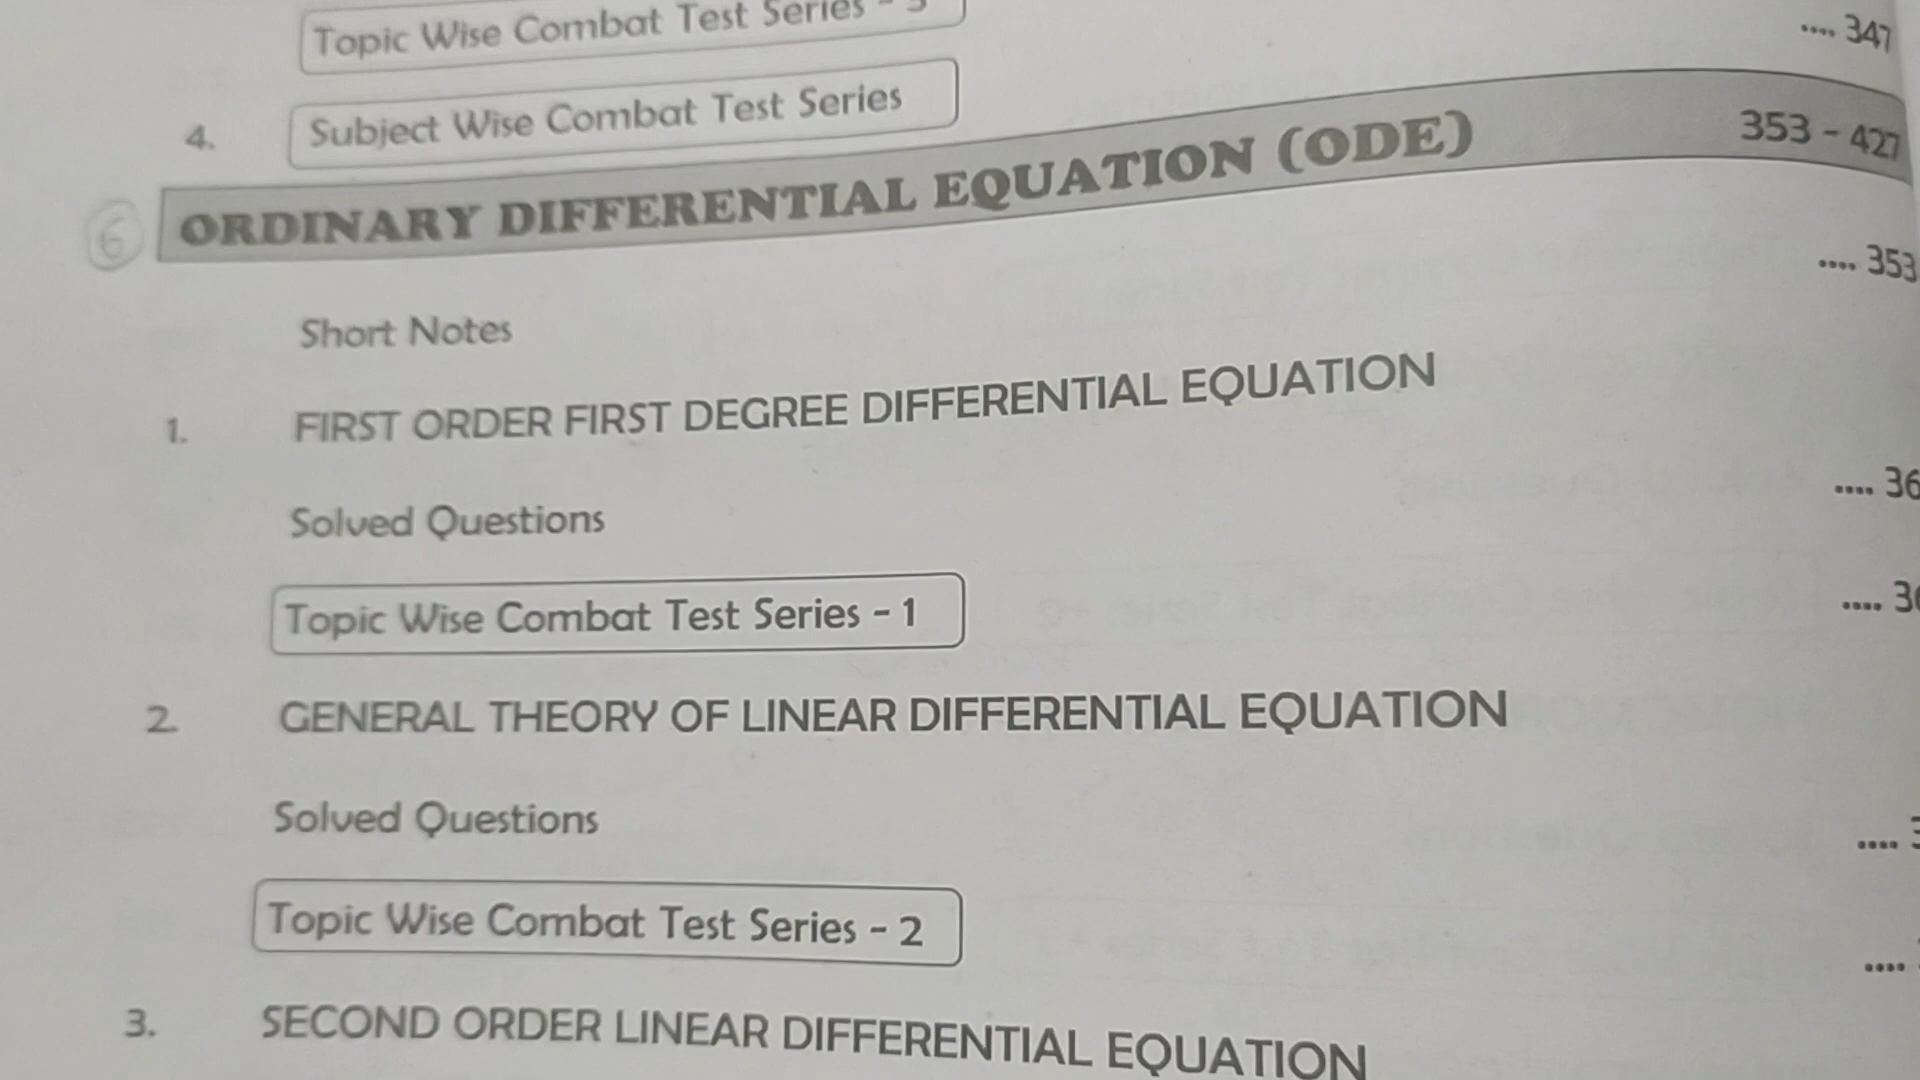 Topic Wise Combat Test Series - 3
.... 347
4. Subject Wise Combat Test Series
6 ORDINARY DIFFERENTIAL EQUATION (ODE) 353 - 427
Short Notes .... 353
1. FIRST ORDER FIRST DEGREE DIFFERENTIAL EQUATION
Solved Questions .... 36
Topic Wise Combat Test Series - 1 ....
2. GENERAL THEORY OF LINEAR DIFFERENTIAL EQUATION
Solved Questions ....
Topic Wise Combat Test Series - 2 ....
3. SECOND ORDER LINEAR DIFFERENTIAL EQUATION